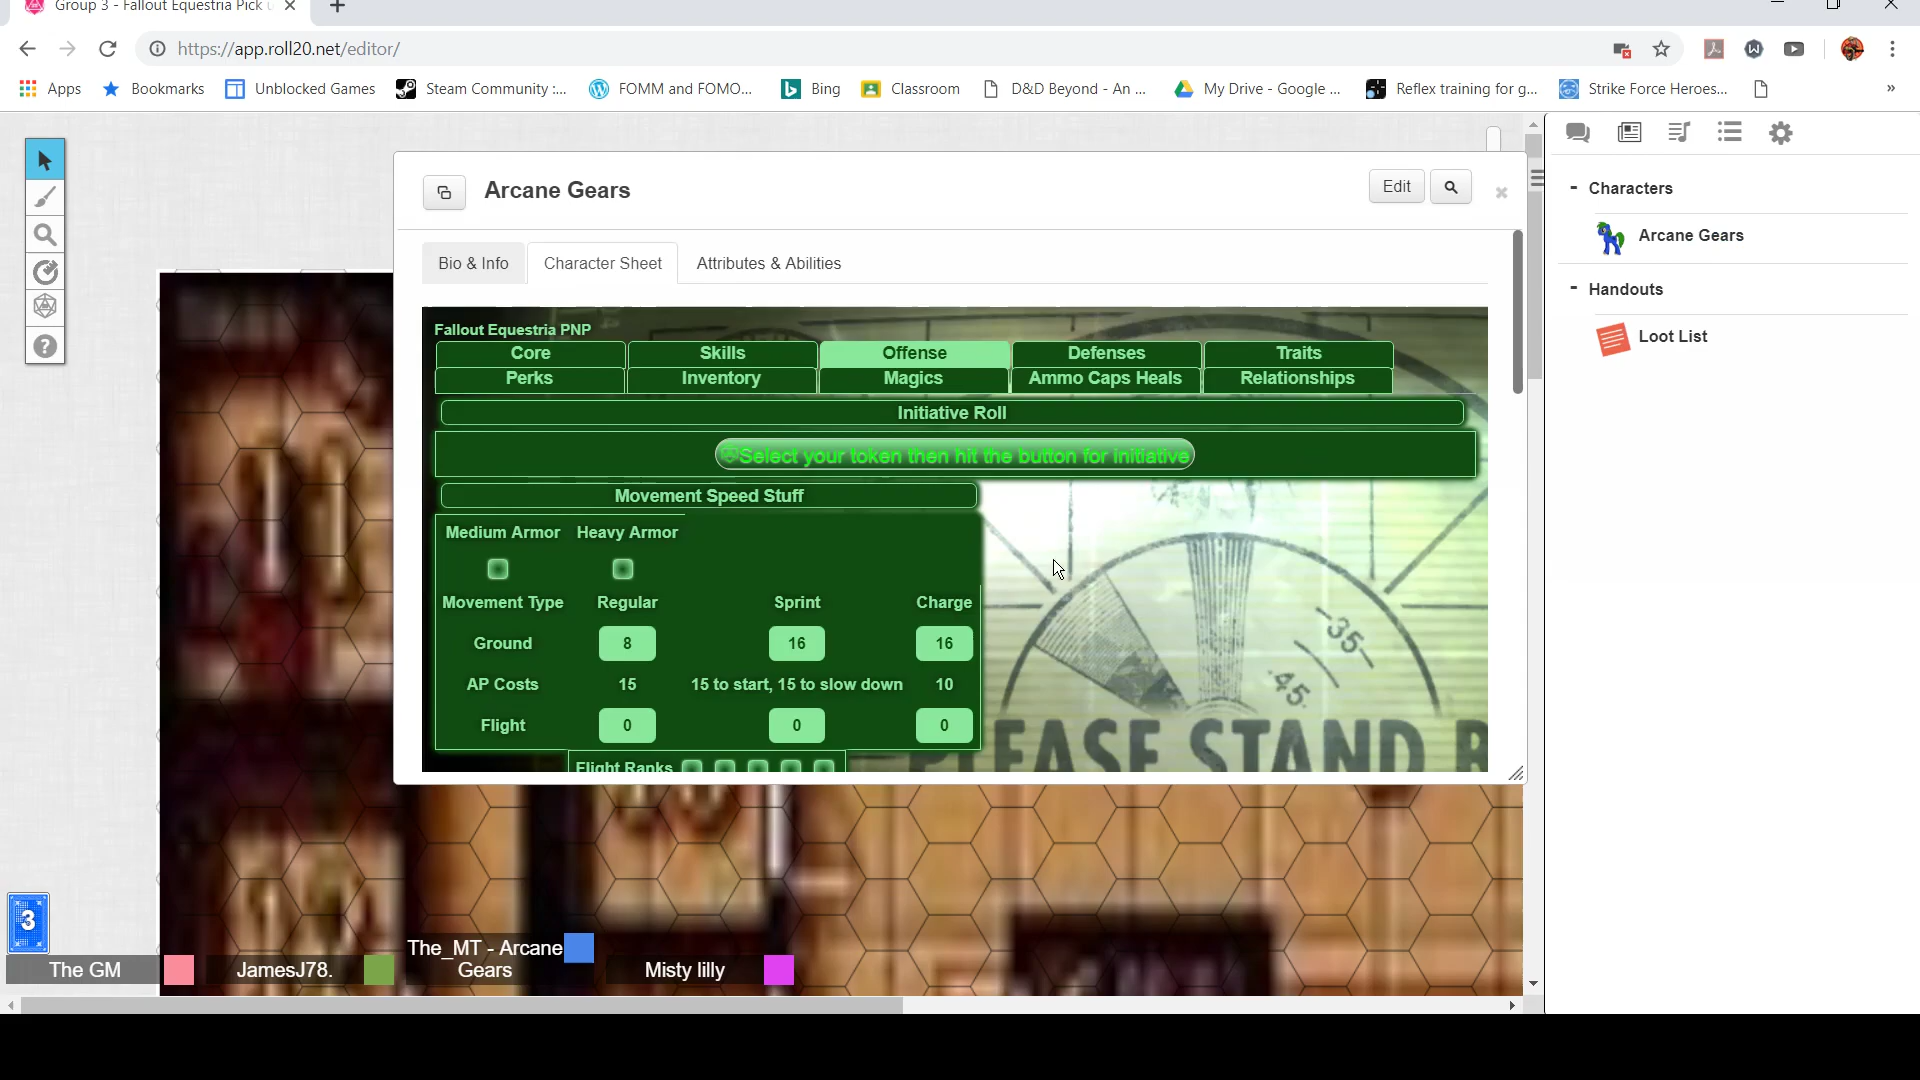 Group 3 - Fallout Equestria Pick u
https://app.roll20.net/editor/
Apps Bookmarks Unblocked Games Steam Community :... FOMM and FOMO... Bing Classroom D&D Beyond - An ... My Drive - Google ... Reflex training for g... Strike Force Heroes... »
Arcane Gears
Edit
Bio & Info Character Sheet Attributes & Abilities
Fallout Equestria PNP
Core Skills Offense Defenses Traits
Perks Inventory Magics Ammo Caps Heals Relationships
Initiative Roll
Select your token then hit the button for initiative
Movement Speed Stuff
Medium Armor Heavy Armor
Movement Type Regular Sprint Charge
Ground 8 16 16
AP Costs 15 15 to start, 15 to slow down 10
Flight 0 0 0
Flight Ranks
35
45
PLEASE STAND B
Characters
Arcane Gears
Handouts
Loot List
3
The GM
JamesJ78.
The_MT - Arcane
Gears
Misty lilly